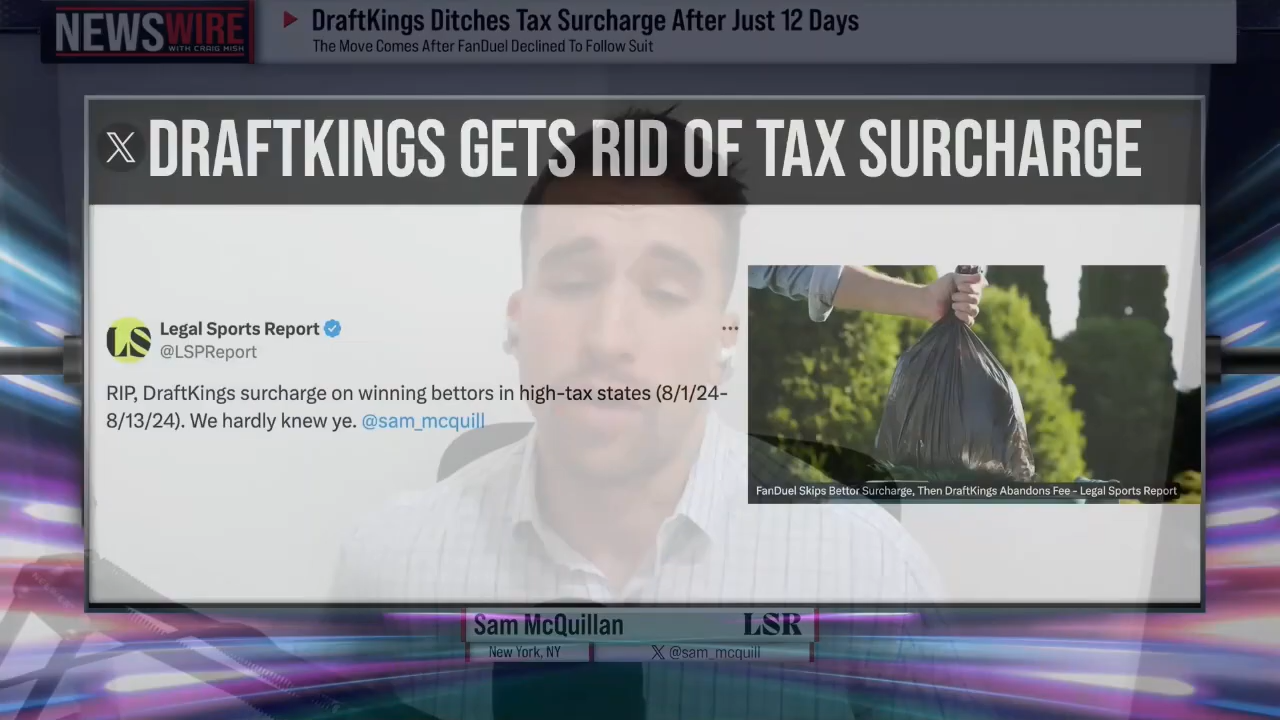 NEWSWIRE
WITH CRAIG MISH
DraftKings Ditches Tax Surcharge After Just 12 Days
The Move Comes After FanDuel Declined To Follow Suit
X DRAFTKINGS GETS RID OF TAX SURCHARGE
LS
Legal Sports Report
@LSPReport
RIP, DraftKings surcharge on winning bettors in high-tax states (8/1/24-
8/13/24). We hardly knew ye. @sam_mcquill
FanDuel Skips Bettor Surcharge, Then DraftKings Abandons Fee - Legal Sports Report
Sam McQuillan
LSR
New York, NY
X @sam_mcquill